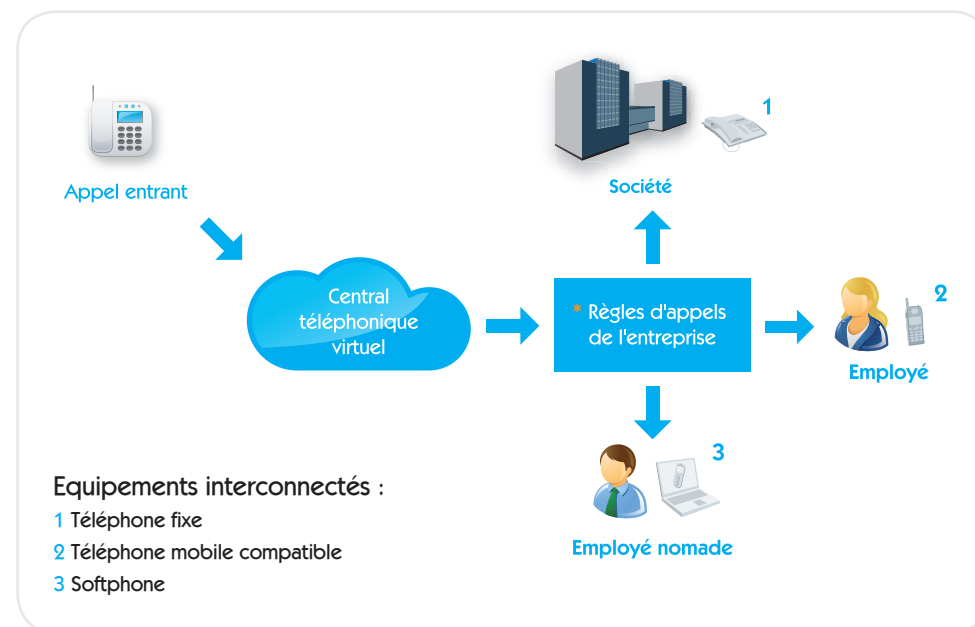 1
Appel entrant
Société
Central
téléphonique
virtuel
* Règles d'appels
de l'entreprise
2
Employé
3
Employé nomade
Equipements interconnectés :
1 Téléphone fixe
2 Téléphone mobile compatible
3 Softphone